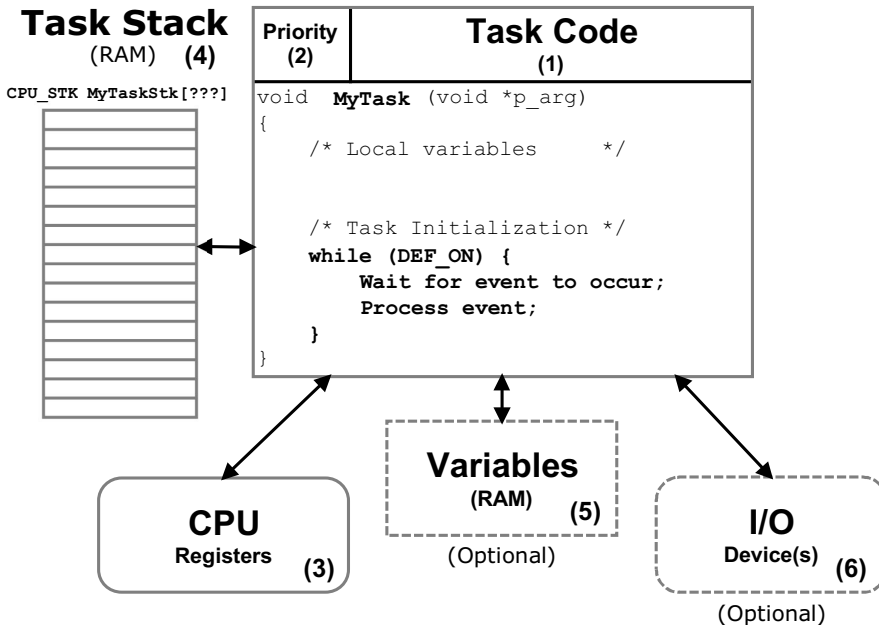 Task Stack
(RAM) (4)
CPU_STK MyTaskStk[???]
Priority
(2)
Task Code
(1)
void MyTask (void *p_arg)
{
/* Local variables */
/* Task Initialization */
while (DEF_ON) {
Wait for event to occur;
Process event;
}
}
CPU
Registers
(3)
Variables
(RAM)
(5)
(Optional)
I/O
Device(s)
(6)
(Optional)